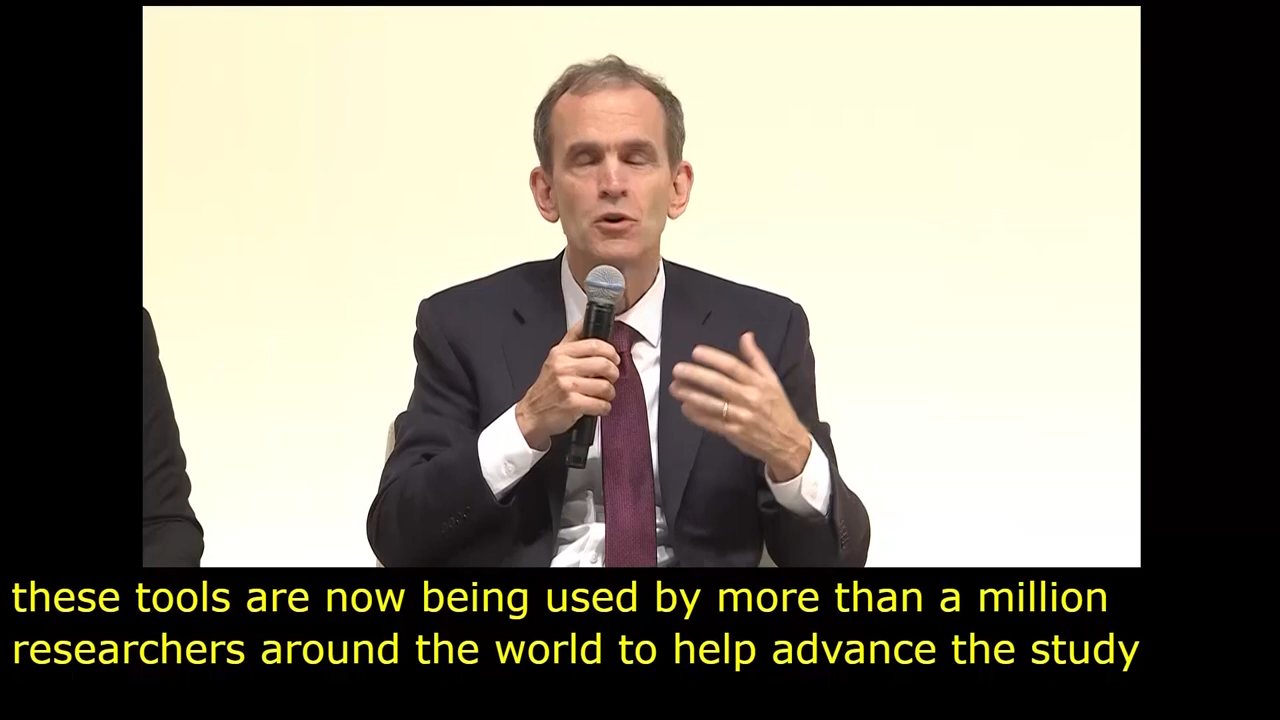 these tools are now being used by more than a million
researchers around the world to help advance the study